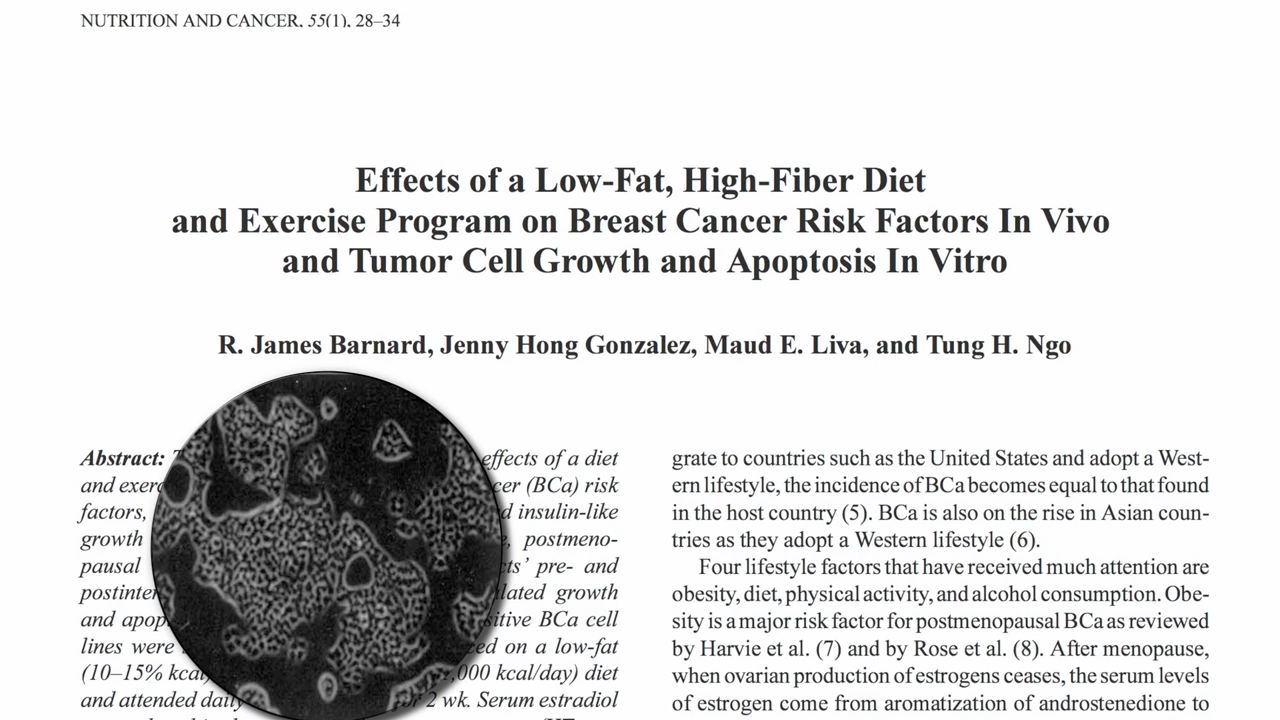 NUTRITION AND CANCER, 55(1), 28–34
Effects of a Low-Fat, High-Fiber Diet
and Exercise Program on Breast Cancer Risk Factors In Vivo
and Tumor Cell Growth and Apoptosis In Vitro
R. James Barnard, Jenny Hong Gonzalez, Maud E. Liva, and Tung H. Ngo
Abstract: effects of a diet
and (BCa) risk
factors, insulin-like
growth postmeno-
pausal pre- and
growth
and BCa cell
lines were on a low-fat
(10–15% kcal/day) diet
and attended daily 2 wk. Serum estradiol
grate to countries such as the United States and adopt a West-
ern lifestyle, the incidence of BCa becomes equal to that found
in the host country (5). BCa is also on the rise in Asian coun-
tries as they adopt a Western lifestyle (6).
Four lifestyle factors that have received much attention are
obesity, diet, physical activity, and alcohol consumption. Obe-
sity is a major risk factor for postmenopausal BCa as reviewed
by Harvie et al. (7) and by Rose et al. (8). After menopause,
when ovarian production of estrogens ceases, the serum levels
of estrogen come from aromatization of androstenedione to